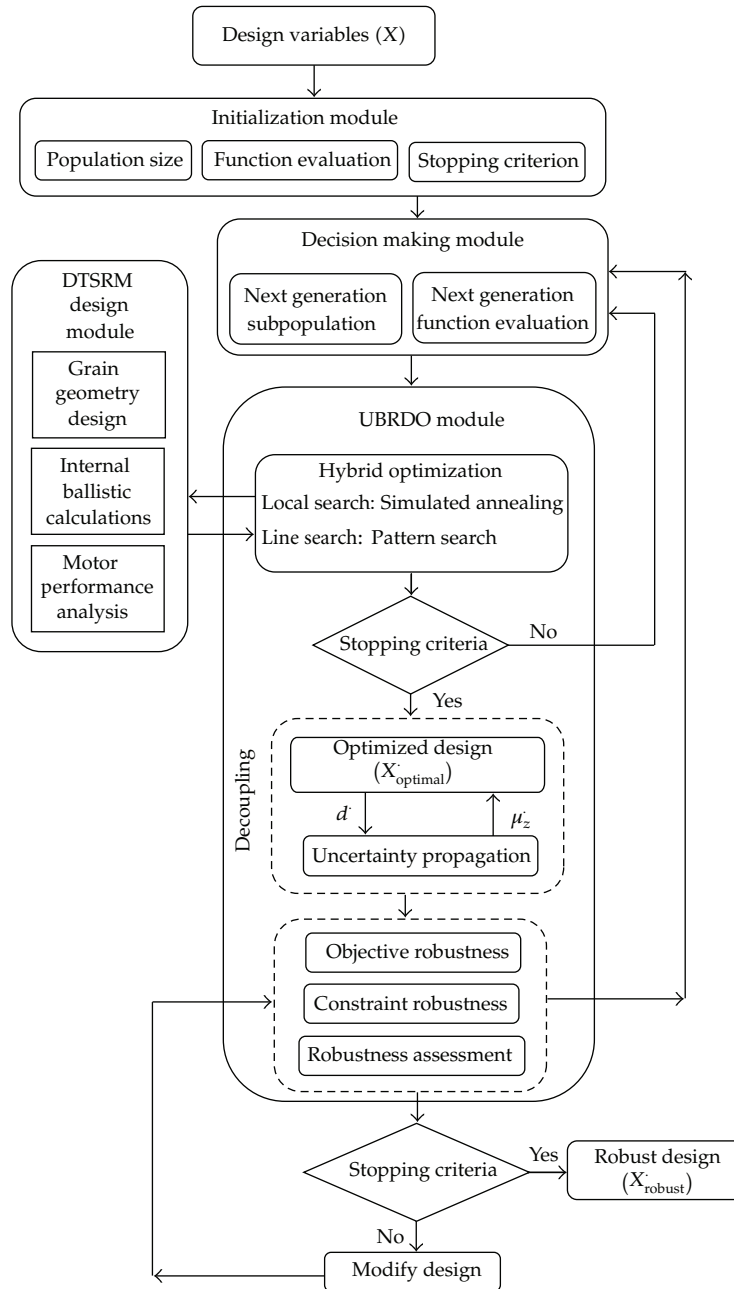 Design variables (X)
Initialization module
Population size
Function evaluation
Stopping criterion
Decision making module
Next generation
subpopulation
Next generation
function evaluation
DTSRM
design
module
Grain
geometry
design
Internal
ballistic
calculations
Motor
performance
analysis
UBRDO module
Hybrid optimization
Local search: Simulated annealing
Line search: Pattern search
Stopping criteria
No
Yes
Decoupling
Optimized design
(X˙optimal)
d˙
μ˙z
Uncertainty propagation
Objective robustness
Constraint robustness
Robustness assessment
Stopping criteria
Yes
Robust design
(X˙robust)
No
Modify design